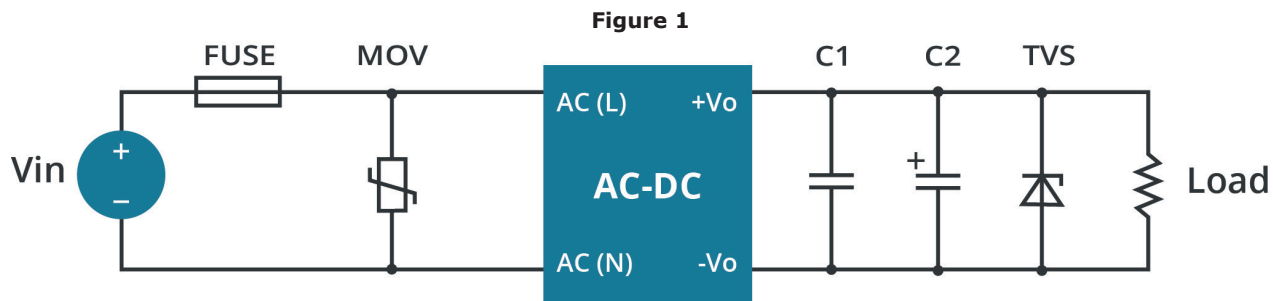 Figure 1
FUSE MOV C1 C2 TVS
AC (L) +Vo
Vin + − AC-DC + Load
AC (N) -Vo